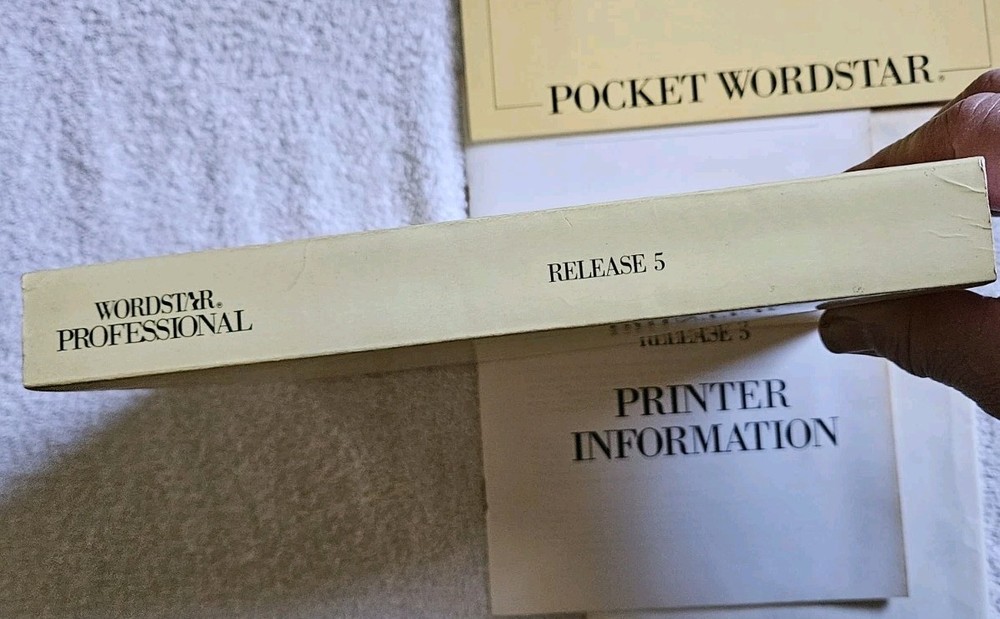 POCKET WORDSTAR®
WORDSTAR®
PROFESSIONAL
RELEASE 5
RELEASE 5
PRINTER
INFORMATION